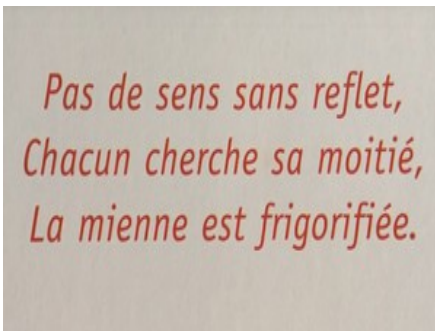 Pas de sens sans reflet,
Chacun cherche sa moitié,
La mienne est frigorifiée.